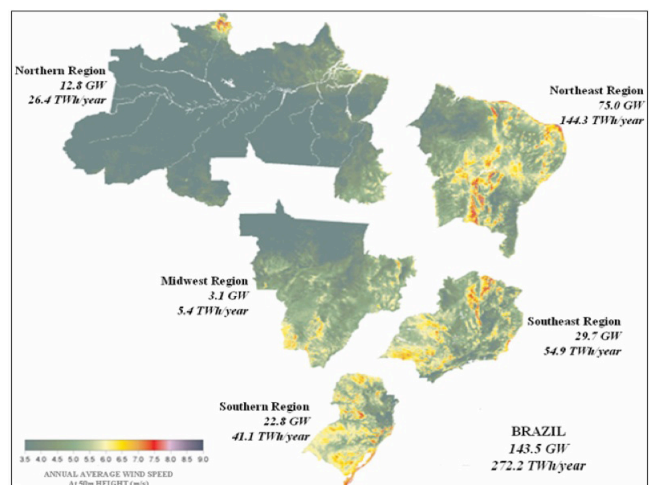 Northern Region
12.8 GW
26.4 TWh/year
Northeast Region
75.0 GW
144.3 TWh/year
Midwest Region
3.1 GW
5.4 TWh/year
Southeast Region
29.7 GW
54.9 TWh/year
Southern Region
22.8 GW
41.1 TWh/year
BRAZIL
143.5 GW
272.2 TWh/year
3.5 4.0 4.5 5.0 5.5 6.0 6.5 7.0 7.5 8.0 8.5 9.0
ANNUAL AVERAGE WIND SPEED
At 50m HEIGHT (m/s)